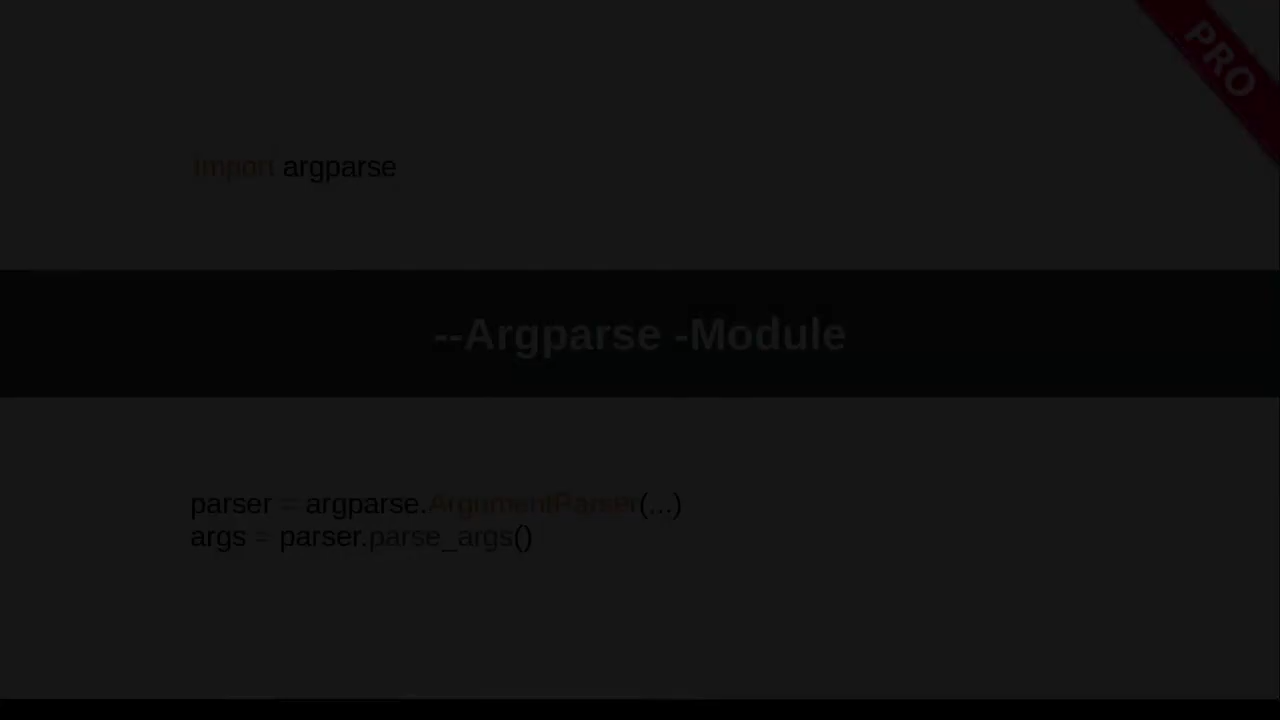 PRO
import argparse
--Argparse -Module
parser = argparse.ArgumentParser(...)
args = parser.parse_args()